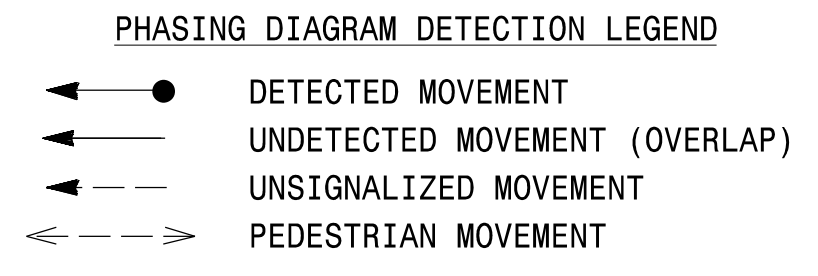 PHASING DIAGRAM DETECTION LEGEND
DETECTED MOVEMENT
UNDETECTED MOVEMENT (OVERLAP)
UNSIGNALIZED MOVEMENT
PEDESTRIAN MOVEMENT